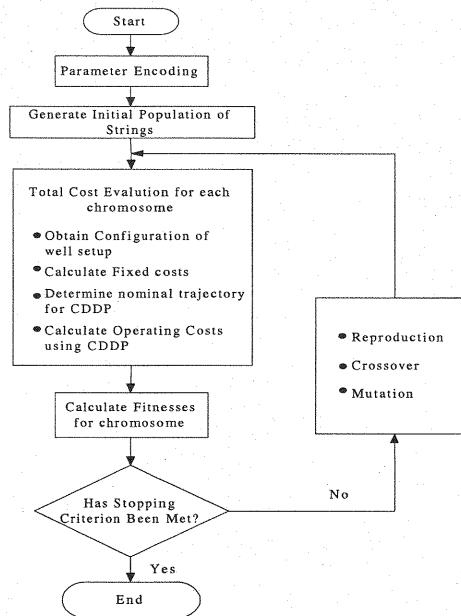 Start
Parameter Encoding
Generate Initial Population of
Strings
Total Cost Evalution for each
chromosome
● Obtain Configuration of
well setup
● Calculate Fixed costs
● Determine nominal trajectory
for CDDP
● Calculate Operating Costs
using CDDP
● Reproduction
● Crossover
● Mutation
Calculate Fitnesses
for chromosome
Has Stopping
Criterion Been Met?
No
Yes
End